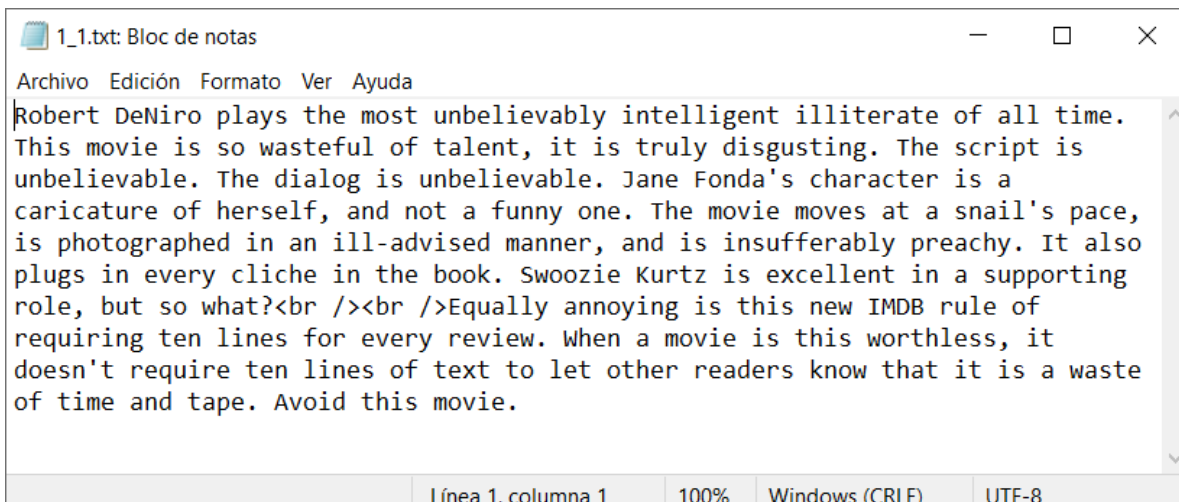 1_1.txt: Bloc de notas
Archivo Edición Formato Ver Ayuda
Robert DeNiro plays the most unbelievably intelligent illiterate of all time.
This movie is so wasteful of talent, it is truly disgusting. The script is
unbelievable. The dialog is unbelievable. Jane Fonda's character is a
caricature of herself, and not a funny one. The movie moves at a snail's pace,
is photographed in an ill-advised manner, and is insufferably preachy. It also
plugs in every cliche in the book. Swoozie Kurtz is excellent in a supporting
role, but so what?<br /><br />Equally annoying is this new IMDB rule of
requiring ten lines for every review. When a movie is this worthless, it
doesn't require ten lines of text to let other readers know that it is a waste
of time and tape. Avoid this movie.
Línea 1, columna 1 100% Windows (CRLF) UTF-8